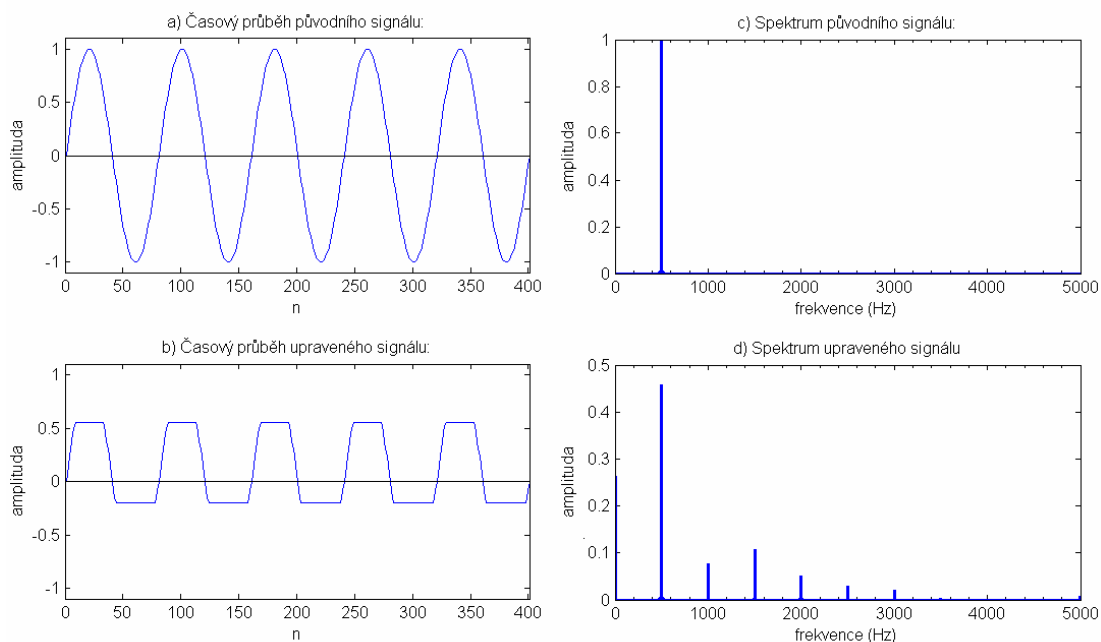 a) Časový průběh původního signálu:
1
0.5
0
-0.5
-1
amplituda
0 50 100 150 200 250 300 350 400
n
c) Spektrum původního signálu:
1
0.8
0.6
0.4
0.2
0
amplituda
0 1000 2000 3000 4000 5000
frekvence (Hz)
b) Časový průběh upraveného signálu:
1
0.5
0
-0.5
-1
amplituda
0 50 100 150 200 250 300 350 400
n
d) Spektrum upraveného signálu
0.5
0.4
0.3
0.2
0.1
0
amplituda
0 1000 2000 3000 4000 5000
frekvence (Hz)